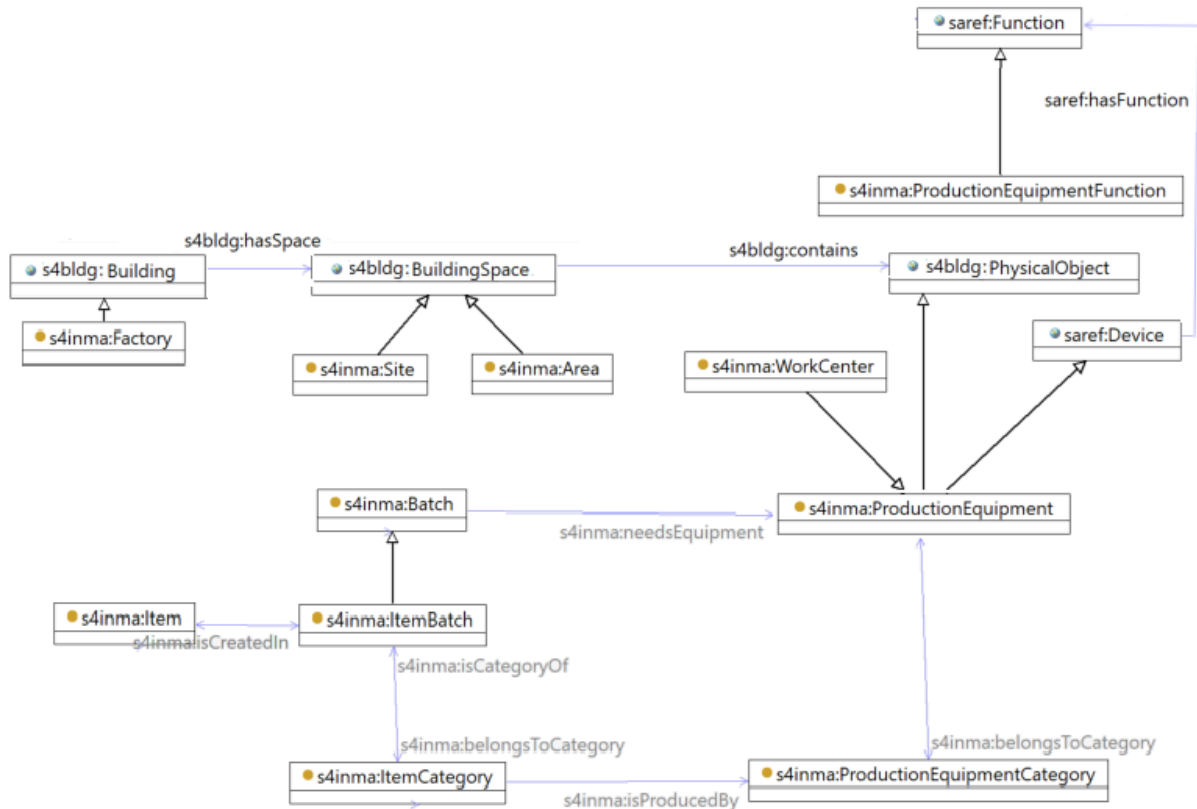 saref:Function
saref:hasFunction
s4inma:ProductionEquipmentFunction
s4bldg:hasSpace
s4bldg:contains
s4bldg: Building
s4bldg: BuildingSpace
s4bldg: PhysicalObject
s4inma:Factory
saref:Device
s4inma:Site
s4inma:Area
s4inma:WorkCenter
s4inma:Batch
s4inma:ProductionEquipment
s4inma:needsEquipment
s4inma:Item
s4inma:ItemBatch
s4inma:isCreatedIn
s4inma:isCategoryOf
s4inma:belongsToCategory
s4inma:belongsToCategory
s4inma:ItemCategory
s4inma:ProductionEquipmentCategory
s4inma:isProducedBy